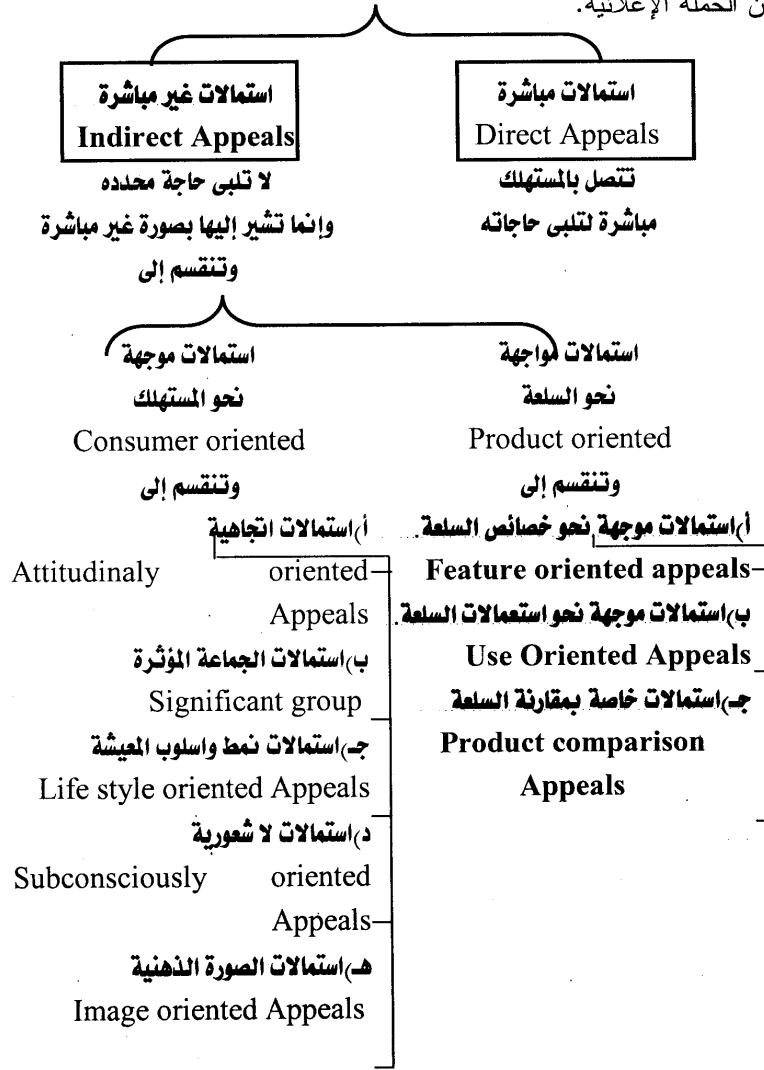 ن الحملة الإعلانية.
استمالات مباشرة
Direct Appeals
تتصل بالمستهلك
مباشرة لتلبى حاجاته
استمالات غير مباشرة
Indirect Appeals
لا تلبى حاجة محدده
وإنما تشير إليها بصورة غير مباشرة
وتنقسم إلى
استمالات مواجهة
نحو السلعة
Product oriented
وتنقسم إلى
أ)استمالات موجهة نحو خصائص السلعة.
Feature oriented appeals
ب)استمالات موجهة نحو استعمالات السلعة.
Use Oriented Appeals
جـ)استمالات خاصة بمقارنة السلعة
Product comparison
Appeals
استمالات موجهة
نحو المستهلك
Consumer oriented
وتنقسم إلى
أ)استمالات اتجاهية
Attitudinaly oriented
Appeals
ب)استمالات الجماعة المؤثرة
Significant group
جـ)استمالات نمط واسلوب المعيشة
Life style oriented Appeals
د)استمالات لا شعورية
Subconsciously oriented
Appeals
هـ)استمالات الصورة الذهنية
Image oriented Appeals